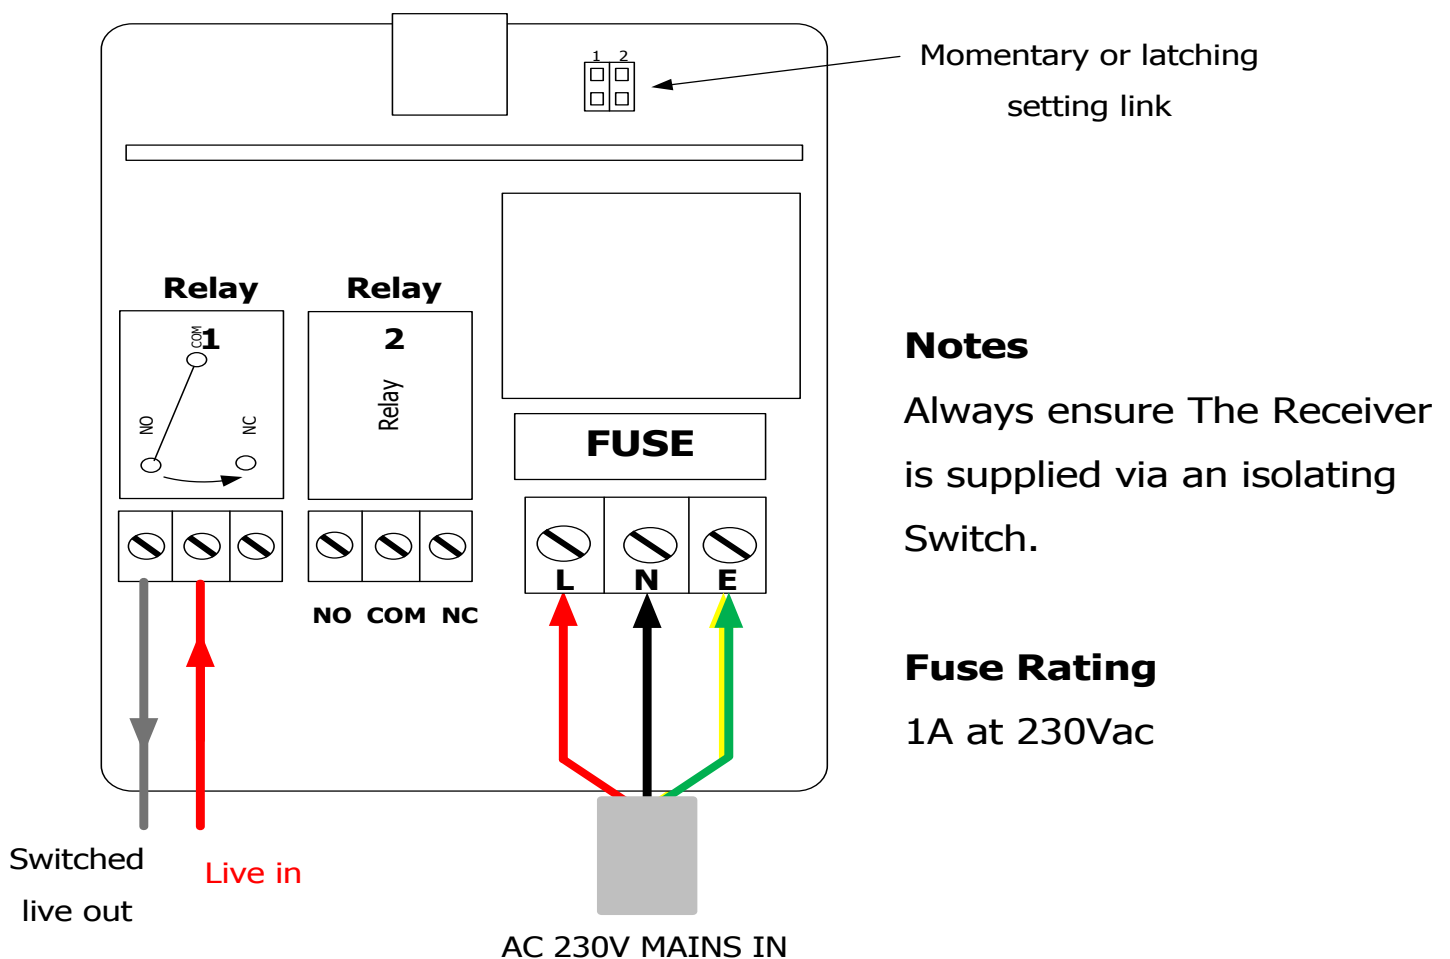 1 2
Momentary or latching
setting link
Relay
1
COM
NO
NC
Relay
2
Relay
FUSE
L N E
NO COM NC
Notes
Always ensure The Receiver
is supplied via an isolating
Switch.
Fuse Rating
1A at 230Vac
Switched
live out
Live in
AC 230V MAINS IN